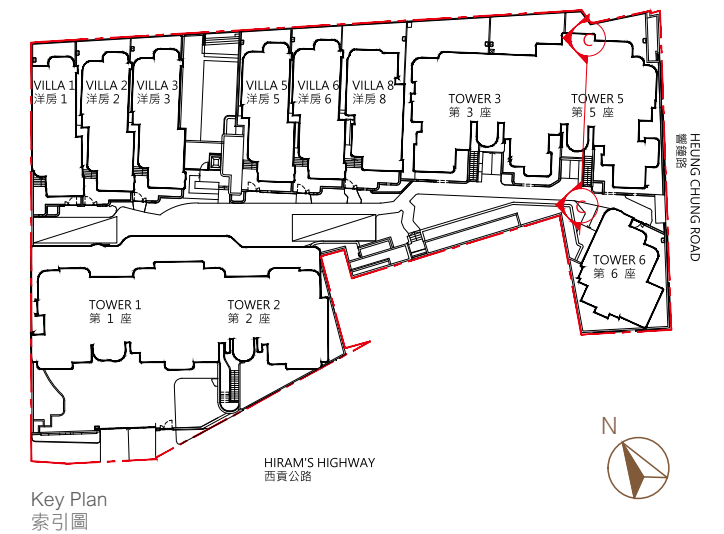 VILLA 1
洋房 1
VILLA 2
洋房 2
VILLA 3
洋房 3
VILLA 5
洋房 5
VILLA 6
洋房 6
VILLA 8
洋房 8
TOWER 3
第 3 座
TOWER 5
第 5 座
C
C
HEUNG CHUNG ROAD
響鐘路
TOWER 6
第 6 座
TOWER 1
第 1 座
TOWER 2
第 2 座
HIRAM'S HIGHWAY
西貢公路
N
Key Plan
索引圖